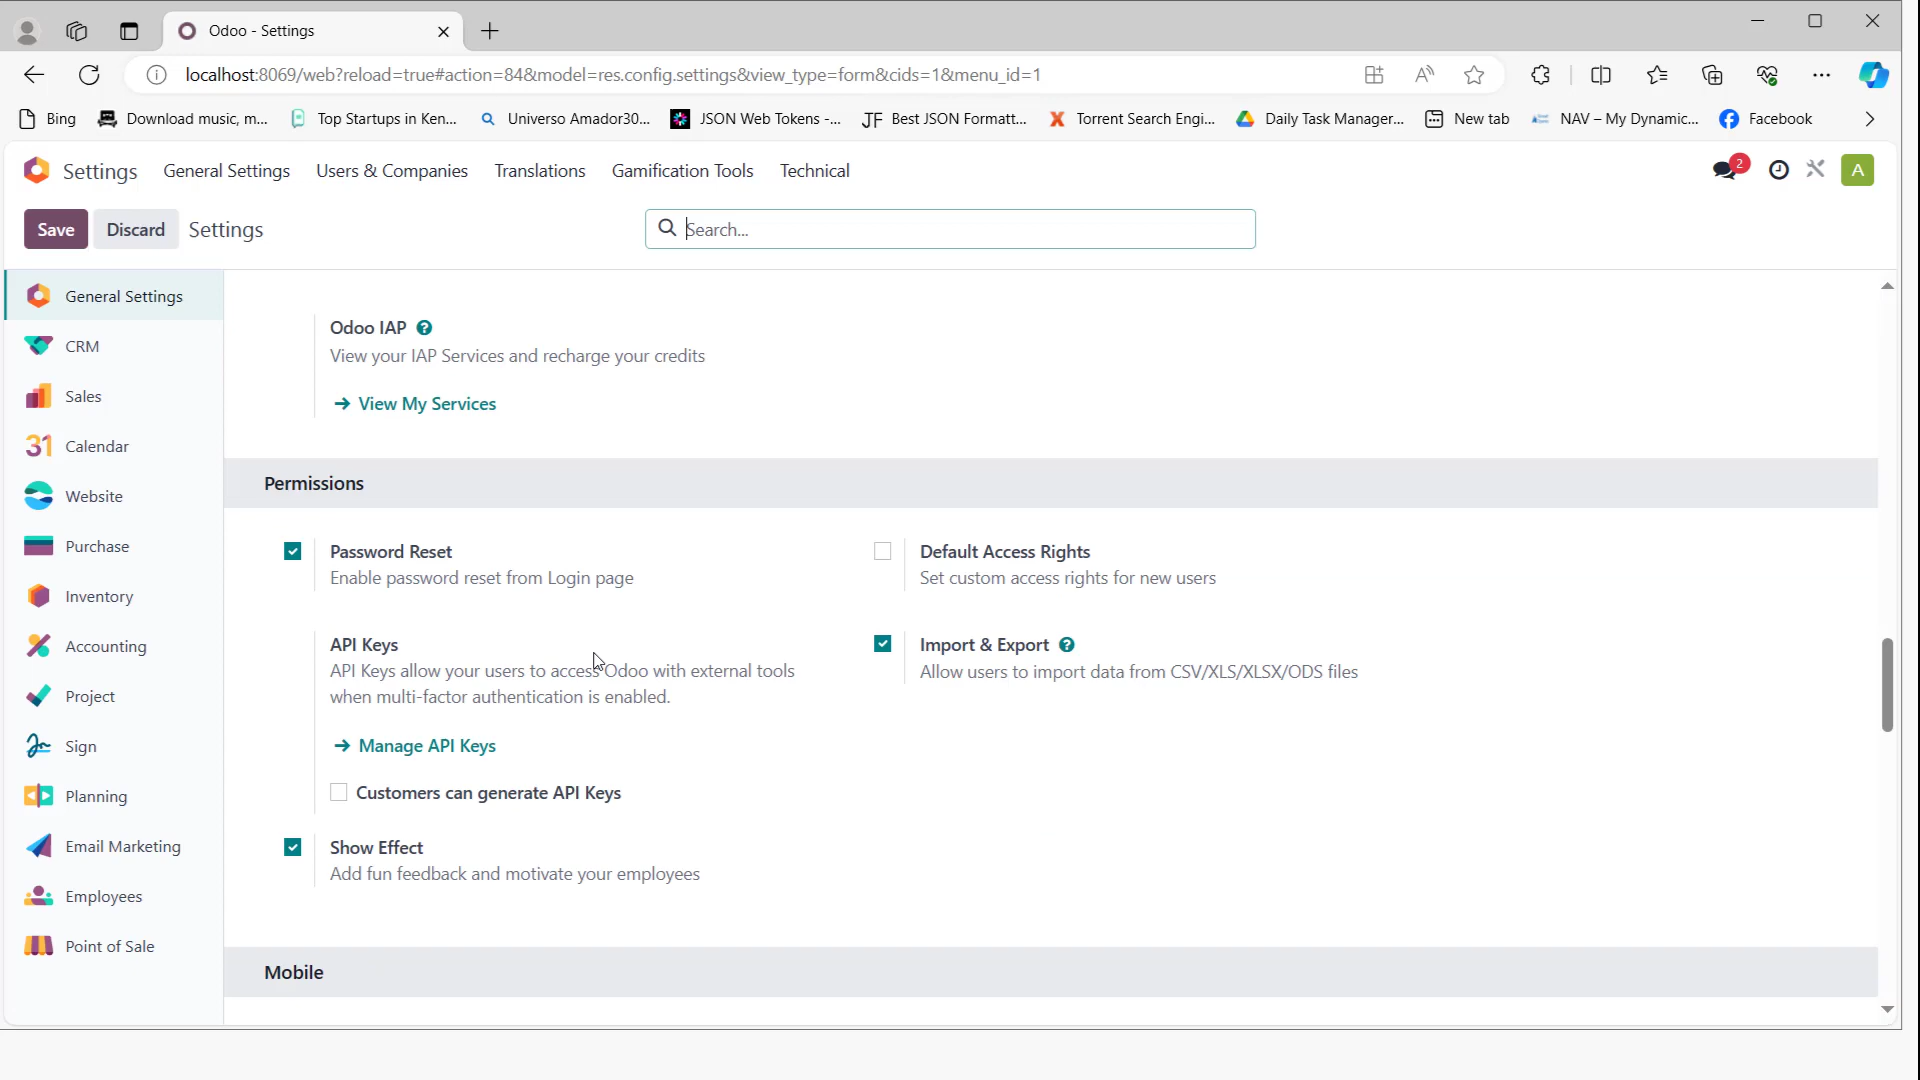 Odoo - Settings
localhost:8069/web?reload=true#action=84&model=res.config.settings&view_type=form&cids=1&menu_id=1
Bing
Download music, m...
Top Startups in Ken...
Universo Amador30...
JSON Web Tokens -...
JF Best JSON Formatt...
Torrent Search Engi...
Daily Task Manager...
New tab
NAV – My Dynamic...
Facebook
Settings General Settings Users & Companies Translations Gamification Tools Technical 2 A
Save Discard Settings Search...
General Settings
CRM
Sales
31 Calendar
Website
Purchase
Inventory
Accounting
Project
Sign
Planning
Email Marketing
Employees
Point of Sale
Odoo IAP ?
View your IAP Services and recharge your credits
View My Services
Permissions
Password Reset
Enable password reset from Login page
Default Access Rights
Set custom access rights for new users
API Keys
API Keys allow your users to access Odoo with external tools
when multi-factor authentication is enabled.
Manage API Keys
Customers can generate API Keys
Import & Export ?
Allow users to import data from CSV/XLS/XLSX/ODS files
Show Effect
Add fun feedback and motivate your employees
Mobile